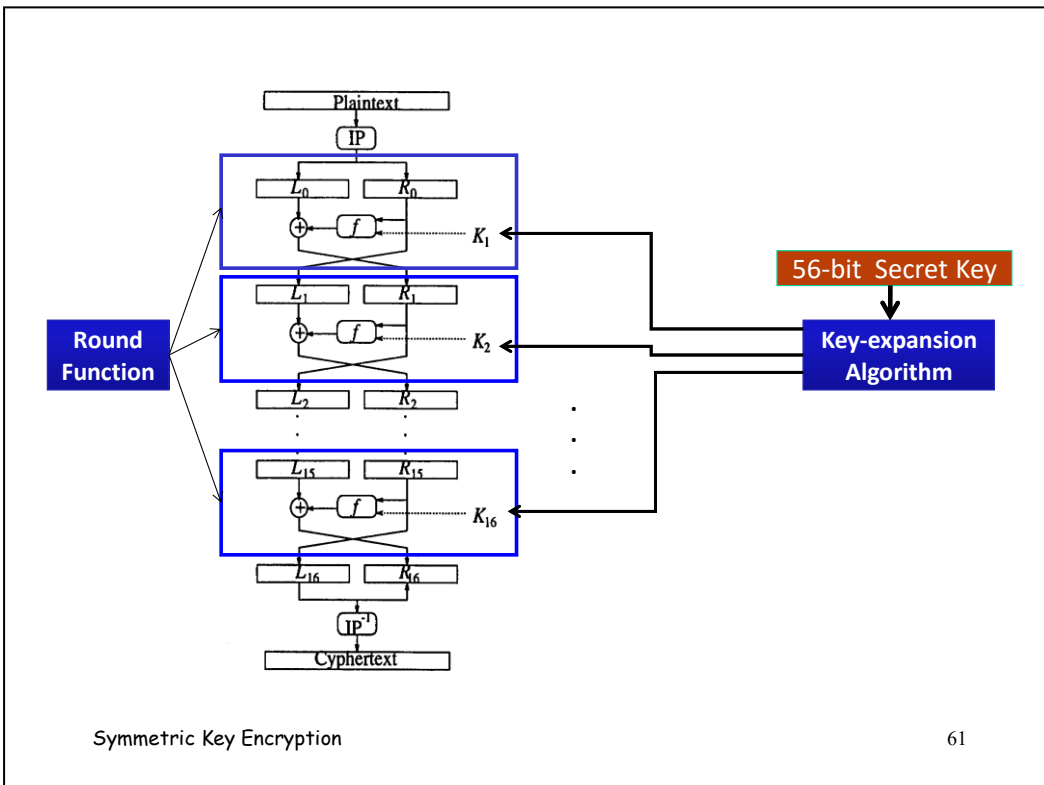 Plaintext
IP
L₀ R₀
+ f
K₁
56-bit Secret Key
L₁ R₁
Round
Function
+ f
K₂
Key-expansion
Algorithm
L₂ R₂
L₁₅ R₁₅
+ f
K₁₆
L₁₆ R₁₆
IP⁻¹
Cyphertext
Symmetric Key Encryption
61